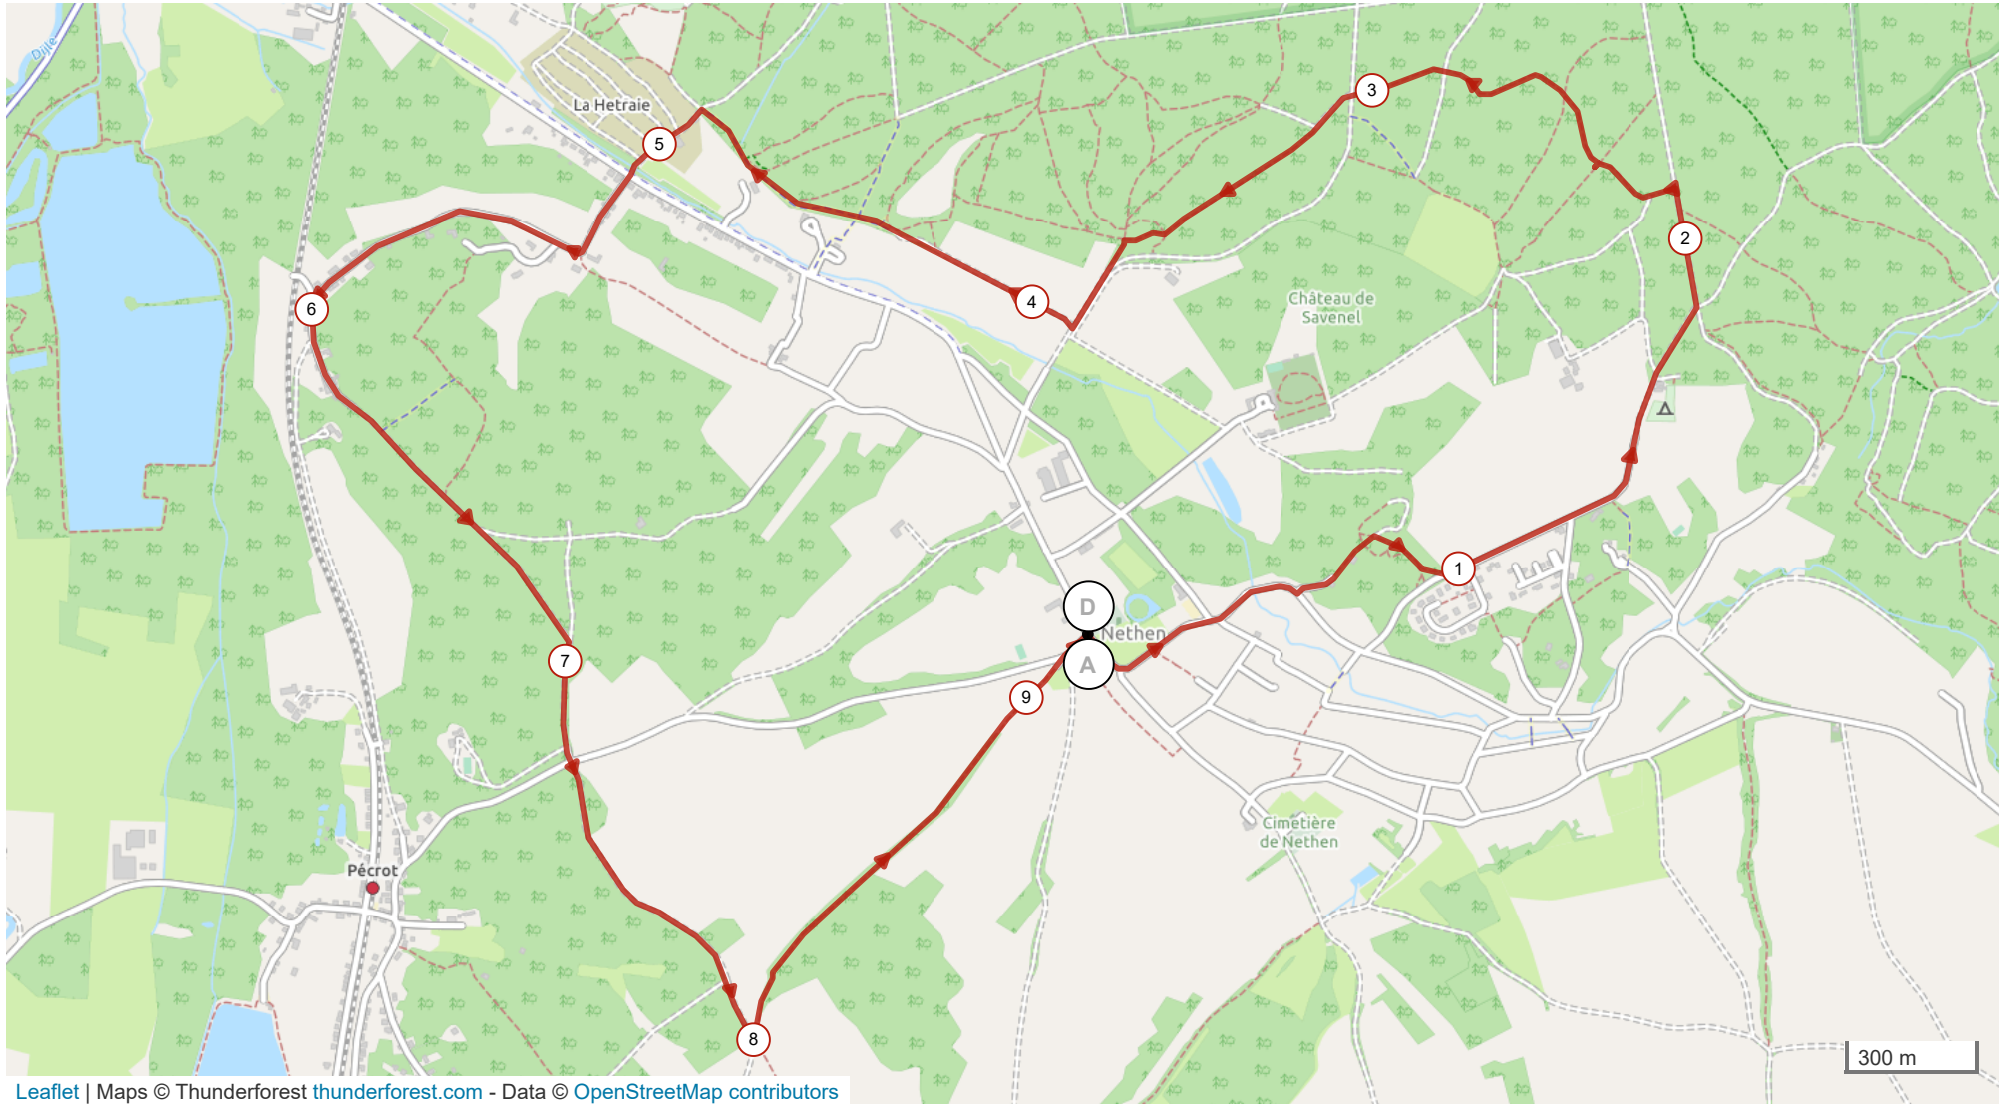 Dijle
La Hetraie
3
5
2
4
6
Château de
Savenel
1
D
Nethen
A
7
9
Cimetière
de Nethen
Pécrot
8
300 m
Leaflet | Maps © Thunderforest thunderforest.com - Data © OpenStreetMap contributors